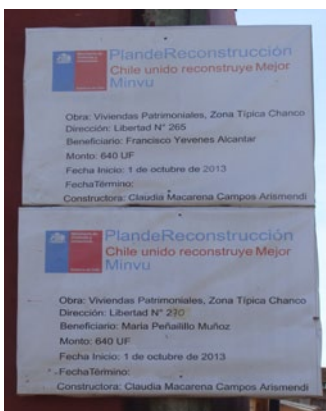 PlandeReconstrucción
Chile unido reconstruye Mejor
Minvu
Obra: Viviendas Patrimoniales, Zona Típica Chanco
Dirección: Libertad N° 265
Beneficiario: Francisco Yevenes Alcantar
Monto: 640 UF
Fecha Inicio: 1 de octubre de 2013
FechaTérmino:
Constructora: Claudia Macarena Campos Arismendi
PlandeReconstrucción
Chile unido reconstruye Mejor
Minvu
Obra: Viviendas Patrimoniales, Zona Típica Chanco
Dirección: Libertad N° 270
Beneficiario: Maria Peñailillo Muñoz
Monto: 640 UF
Fecha Inicio: 1 de octubre de 2013
FechaTérmino:
Constructora: Claudia Macarena Campos Arismendi